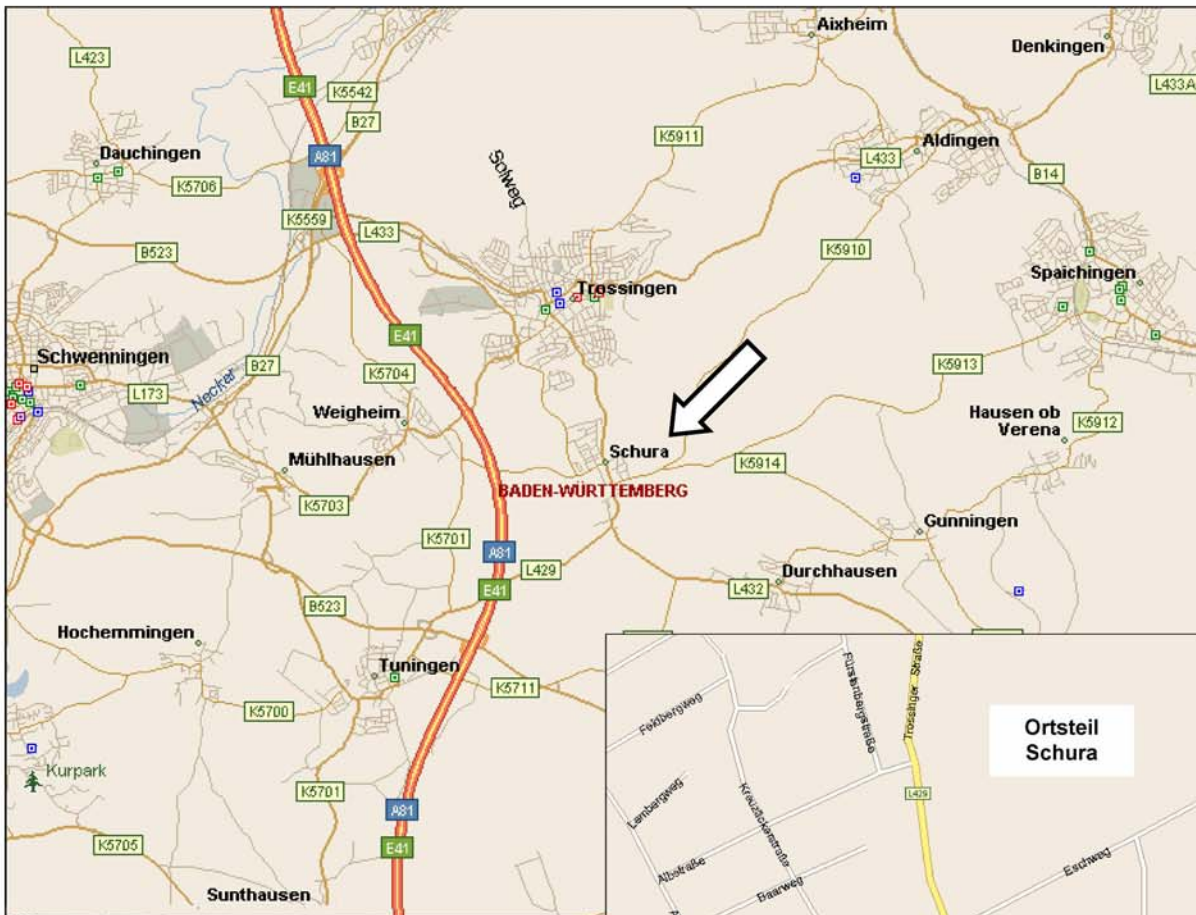 Aixheim
Denkingen
L423
E41
K5542
L433A
B27
K5911
Dauchingen
A81
Solweg
L433
Aldingen
K5706
B14
K5559
L433
B523
K5910
Spaichingen
Trossingen
E41
Schwenningen
B27
K5704
K5913
Neckar
L173
Weigheim
Hausen ob
Verena
K5912
Schura
Mühlhausen
K5914
BADEN-WÜRTTEMBERG
K5703
Gunningen
K5701
A81
L429
Durchhausen
E41
L432
B523
Hochemmingen
Tuningen
K5711
K5700
Kurpark
K5701
A81
K5705
E41
Sunthausen
Feldbergweg
Fürstenbergstraße
Trossinger Straße
Ortsteil
Schura
L429
Lembergweg
Kreuzäckerstraße
Albstraße
Baarweg
Eschweg